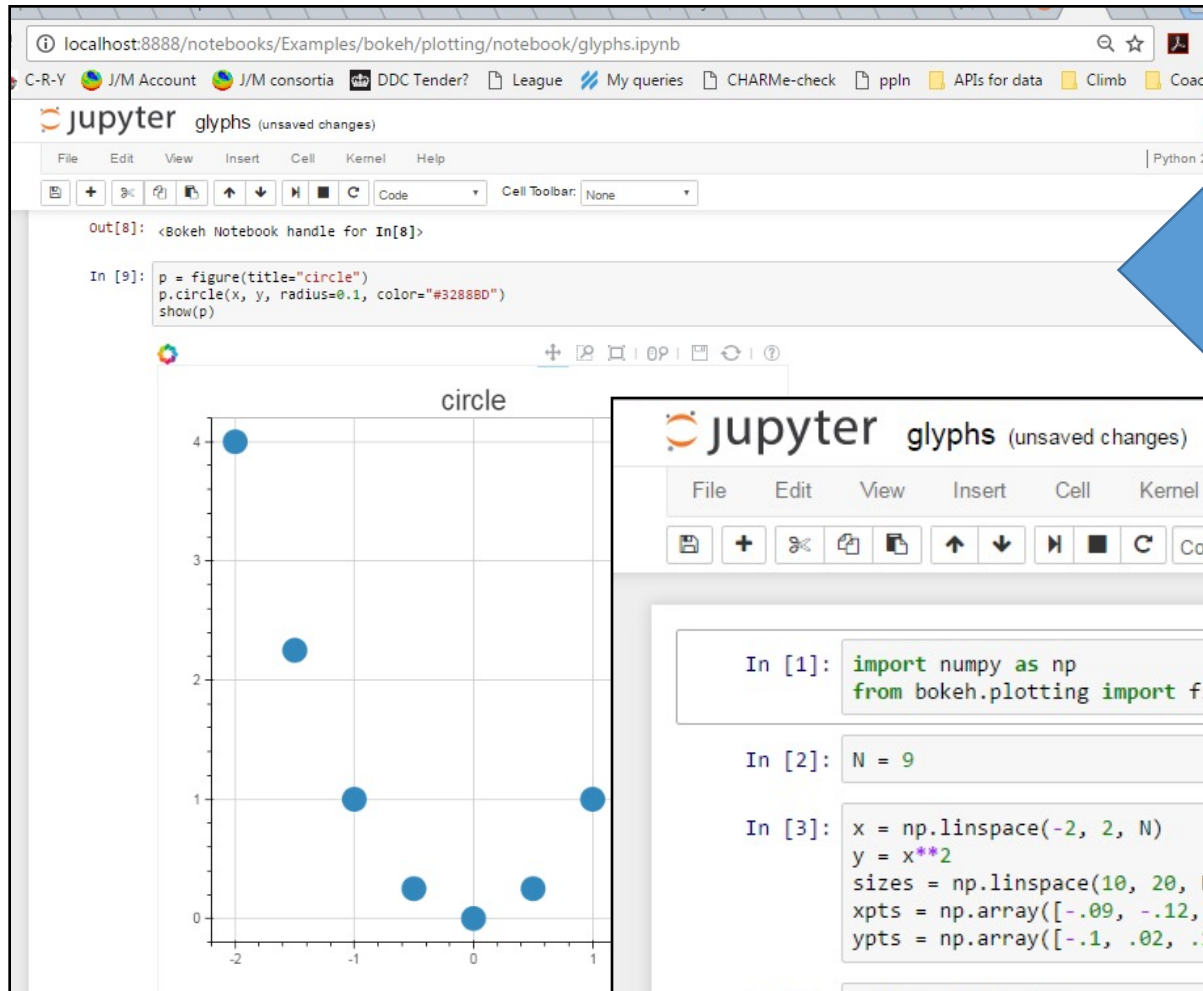 localhost:8888/notebooks/Examples/bokeh/plotting/notebook/glyphs.ipynb
C-R-Y J/M Account J/M consortia DDC Tender? League My queries CHARMe-check ppln APIs for data Climb Coac
jupyter glyphs (unsaved changes)
File Edit View Insert Cell Kernel Help Python 2
Code Cell Toolbar: None
Out[8]: <Bokeh Notebook handle for In[8]>
In [9]: p = figure(title="circle")
p.circle(x, y, radius=0.1, color="#3288BD")
show(p)
circle
4
3
2
1
0
-2 -1 0 1
jupyter glyphs (unsaved changes)
File Edit View Insert Cell Kernel
Co
In [1]: import numpy as np
from bokeh.plotting import f
In [2]: N = 9
In [3]: x = np.linspace(-2, 2, N)
y = x**2
sizes = np.linspace(10, 20,
xpts = np.array([-.09, -.12,
ypts = np.array([-.1, .02, .